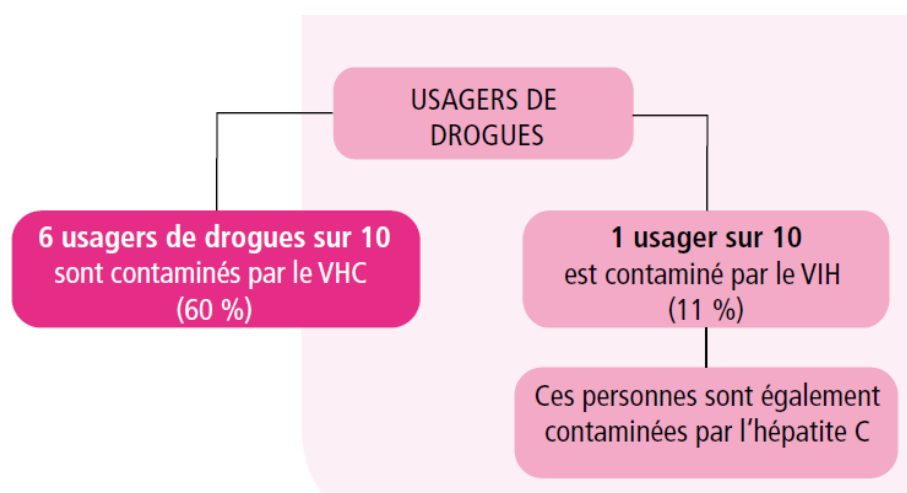 USAGERS DE
DROGUES
6 usagers de drogues sur 10
sont contaminés par le VHC
(60 %)
1 usager sur 10
est contaminé par le VIH
(11 %)
Ces personnes sont également
contaminées par l'hépatite C